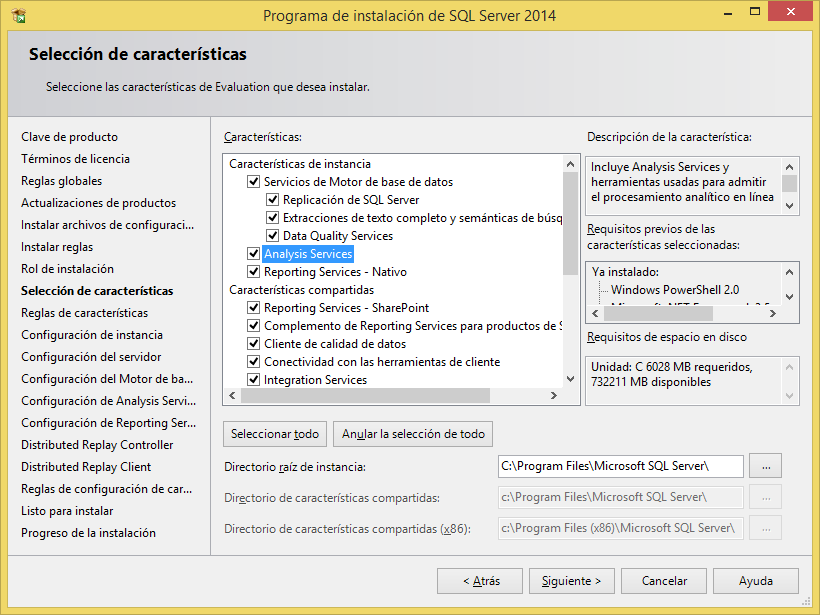 Programa de instalación de SQL Server 2014
Selección de características
Seleccione las características de Evaluation que desea instalar.
Clave de producto
Términos de licencia
Reglas globales
Actualizaciones de productos
Instalar archivos de configuraci...
Instalar reglas
Rol de instalación
Selección de características
Reglas de características
Configuración de instancia
Configuración del servidor
Configuración del Motor de ba...
Configuración de Analysis Servi...
Configuración de Reporting Ser...
Distributed Replay Controller
Distributed Replay Client
Reglas de configuración de car...
Listo para instalar
Progreso de la instalación
Características:
Características de instancia
Servicios de Motor de base de datos
Replicación de SQL Server
Extracciones de texto completo y semánticas de búsq
Data Quality Services
Analysis Services
Reporting Services - Nativo
Características compartidas
Reporting Services - SharePoint
Complemento de Reporting Services para productos de S
Cliente de calidad de datos
Conectividad con las herramientas de cliente
Integration Services
Descripción de la característica:
Incluye Analysis Services y
herramientas usadas para admitir
el procesamiento analítico en línea
Requisitos previos de las
características seleccionadas:
Ya instalado:
Windows PowerShell 2.0
Requisitos de espacio en disco
Unidad: C 6028 MB requeridos,
732211 MB disponibles
Seleccionar todo
Anular la selección de todo
Directorio raíz de instancia:
C:\Program Files\Microsoft SQL Server\
...
Directorio de características compartidas:
c:\Program Files\Microsoft SQL Server\
...
Directorio de características compartidas (x86):
c:\Program Files (x86)\Microsoft SQL Server\
...
< Atrás
Siguiente >
Cancelar
Ayuda